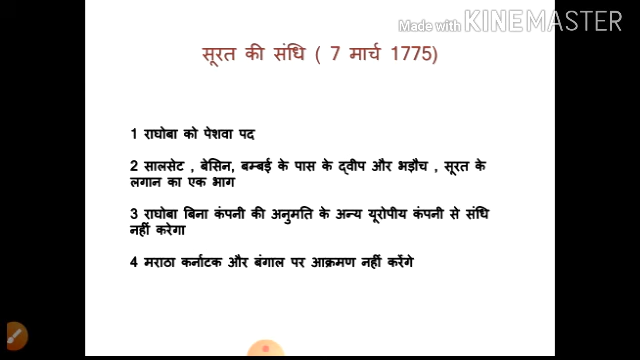 Made with KINEMASTER
सूरत की संधि ( 7 मार्च 1775)
1 राघोबा को पेशवा पद
2 सालसेट , बेसिन, बम्बई के पास के द्वीप और भड़ौच , सूरत के
लगान का एक भाग
3 राघोबा बिना कंपनी की अनुमति के अन्य यूरोपीय कंपनी से संधि
नहीं करेगा
4 मराठा कर्नाटक और बंगाल पर आक्रमण नहीं करेंगे